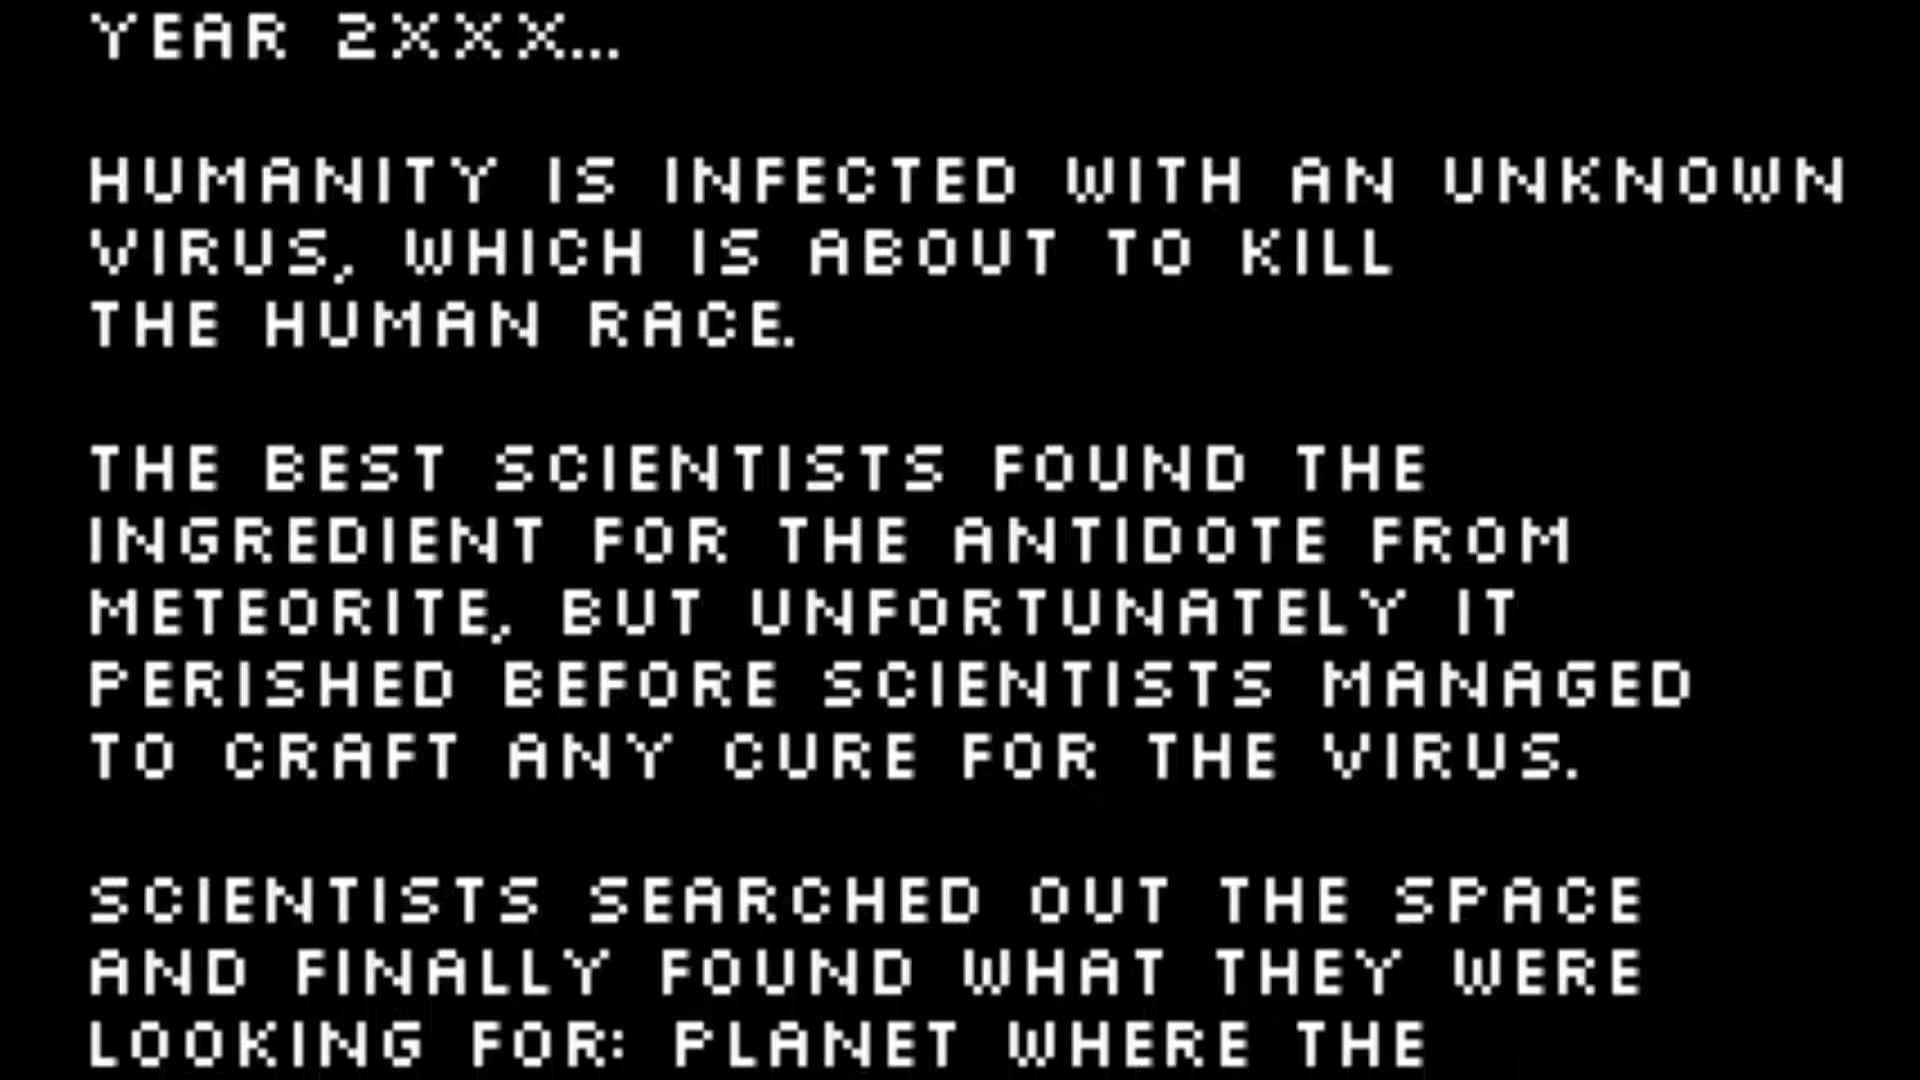 YEAR 2XXX...
HUMANITY IS INFECTED WITH AN UNKNOWN
VIRUS, WHICH IS ABOUT TO KILL
THE HUMAN RACE.
THE BEST SCIENTISTS FOUND THE
INGREDIENT FOR THE ANTIDOTE FROM
METEORITE, BUT UNFORTUNATELY IT
PERISHED BEFORE SCIENTISTS MANAGED
TO CRAFT ANY CURE FOR THE VIRUS.
SCIENTISTS SEARCHED OUT THE SPACE
AND FINALLY FOUND WHAT THEY WERE
LOOKING FOR: PLANET WHERE THE